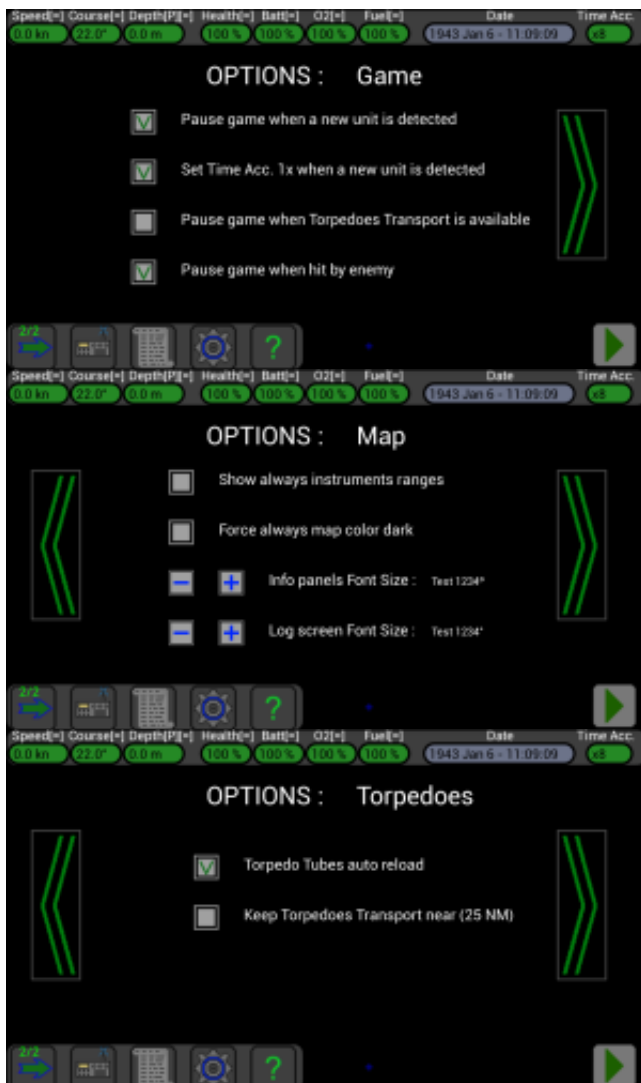 Speed[=] Course[=] Depth[P][=] Health[=] Batt[=] O2[=] Fuel[=] Date Time Acc.
0.0 kn 22.0° 0.0 m 100 % 100 % 100 % 100 % 1943 Jan 6 - 11:09:09 x8
OPTIONS : Game
Pause game when a new unit is detected
Set Time Acc. 1x when a new unit is detected
Pause game when Torpedoes Transport is available
Pause game when hit by enemy
2/2 ?
Speed[=] Course[=] Depth[P][=] Health[=] Batt[=] O2[=] Fuel[=] Date Time Acc.
0.0 kn 22.0° 0.0 m 100 % 100 % 100 % 100 % 1943 Jan 6 - 11:09:09 x8
OPTIONS : Map
Show always instruments ranges
Force always map color dark
- + Info panels Font Size : Test 1234°
- + Log screen Font Size : Test 1234°
2/2 ?
Speed[=] Course[=] Depth[P][=] Health[=] Batt[=] O2[=] Fuel[=] Date Time Acc.
0.0 kn 22.0° 0.0 m 100 % 100 % 100 % 100 % 1943 Jan 6 - 11:09:09 x8
OPTIONS : Torpedoes
Torpedo Tubes auto reload
Keep Torpedoes Transport near (25 NM)
2/2 ?